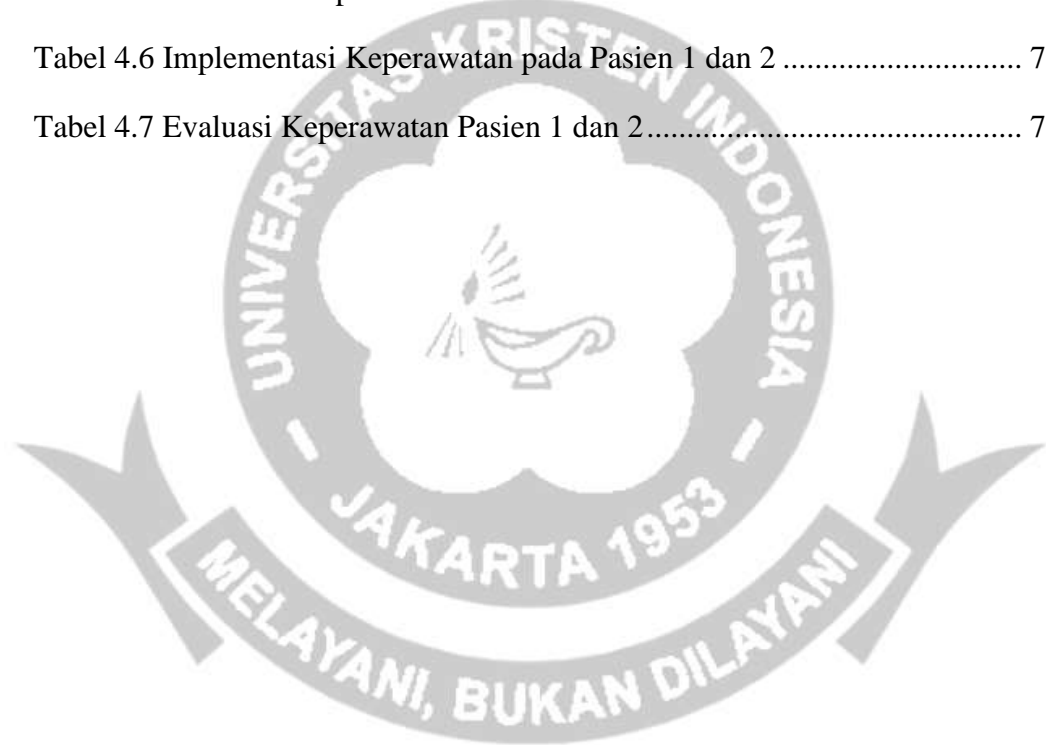 Tabel 4.6 Implementasi Keperawatan pada Pasien 1 dan 2 .............................. 7
Tabel 4.7 Evaluasi Keperawatan Pasien 1 dan 2............................................... 7
UNIVERSITAS KRISTEN INDONESIA
JAKARTA 1953
MELAYANI, BUKAN DILAYANI